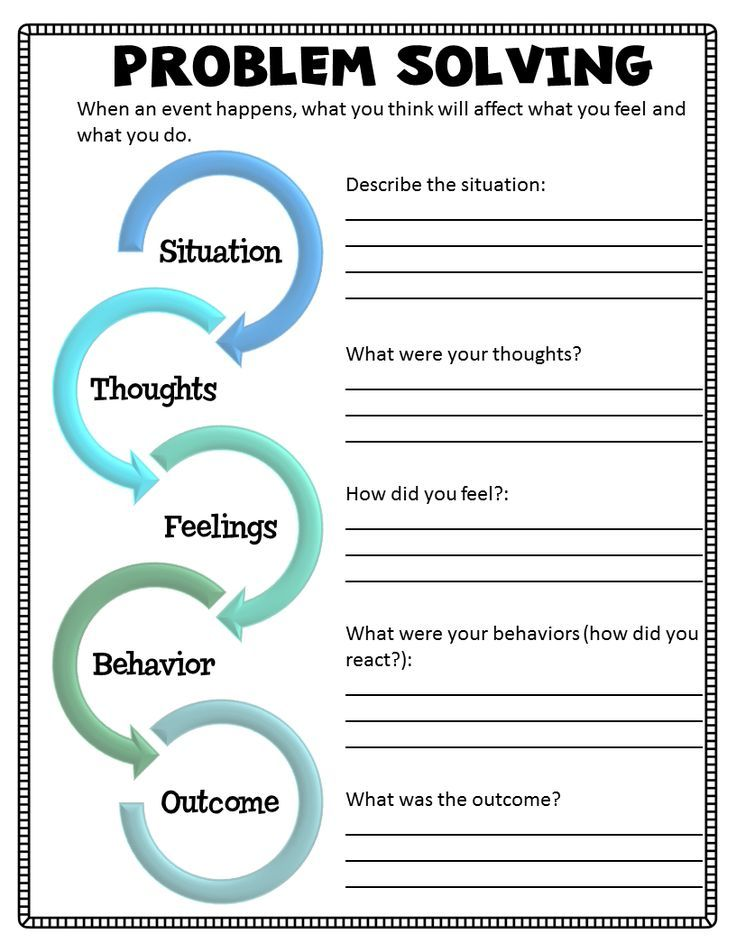 PROBLEM SOLVING
When an event happens, what you think will affect what you feel and
what you do.
Situation
Describe the situation:
Thoughts
What were your thoughts?
Feelings
How did you feel?:
Behavior
What were your behaviors (how did you
react?):
Outcome
What was the outcome?